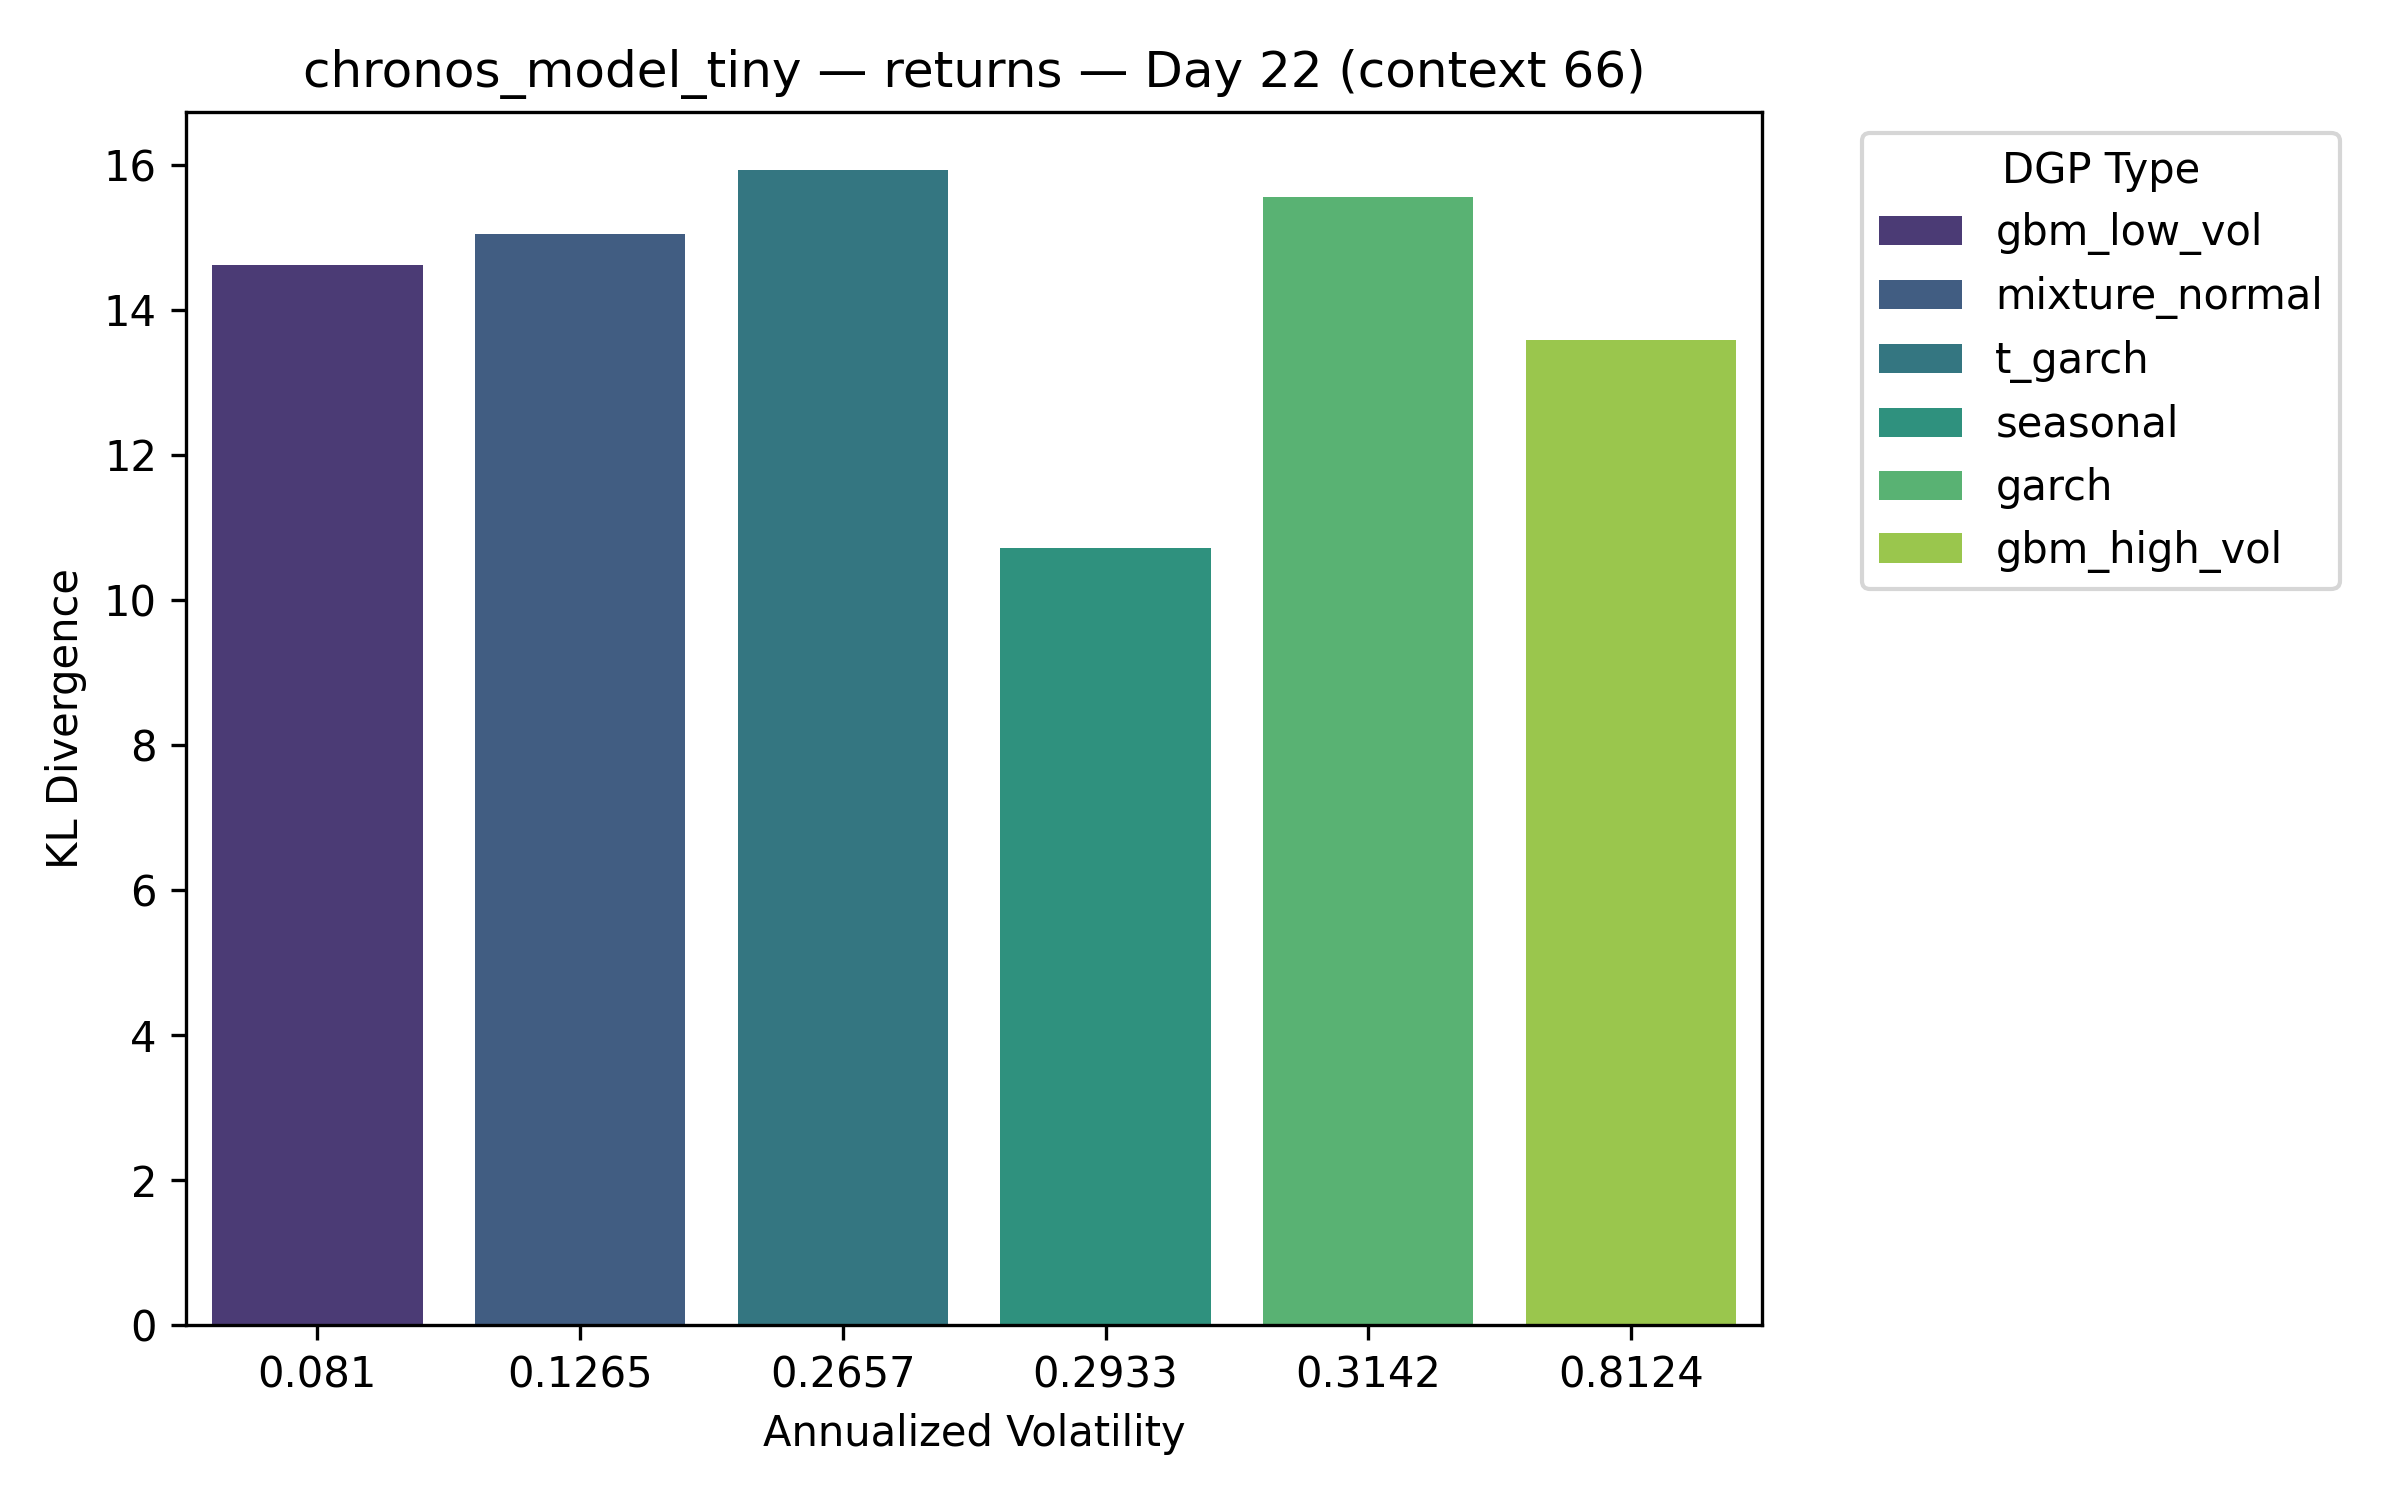 chronos_model_tiny — returns — Day 22 (context 66)
KL Divergence
16
14
12
10
8
6
4
2
0
0.081 0.1265 0.2657 0.2933 0.3142 0.8124
Annualized Volatility
DGP Type
gbm_low_vol
mixture_normal
t_garch
seasonal
garch
gbm_high_vol